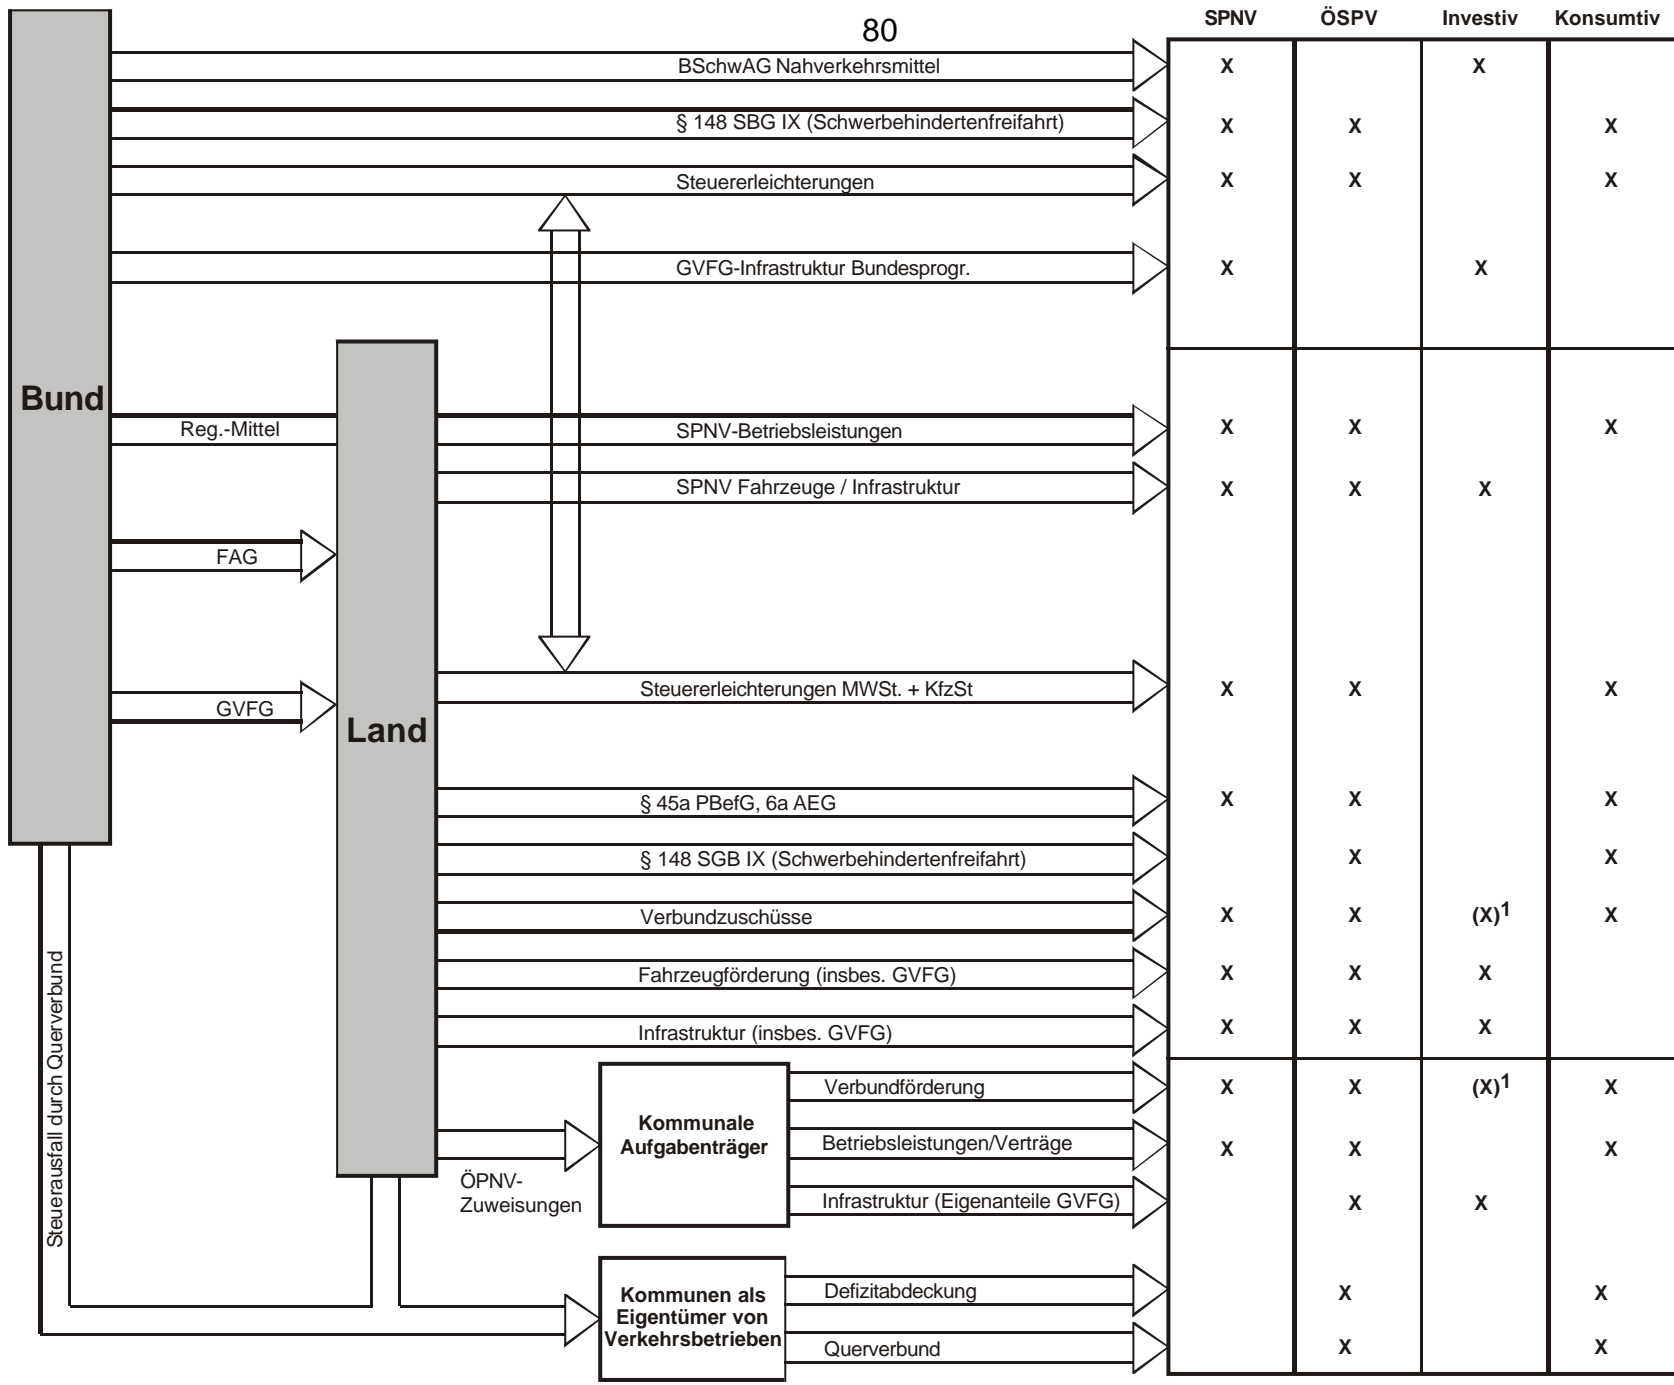 80
SPNV ÖSPV Investiv Konsumtiv
BSchwAG Nahverkehrsmittel X X
§ 148 SBG IX (Schwerbehindertenfreifahrt) X X X
Steuererleichterungen X X X
GVFG-Infrastruktur Bundesprogr. X X
Bund
Reg.-Mittel SPNV-Betriebsleistungen X X X
SPNV Fahrzeuge / Infrastruktur X X X
FAG
Steuererleichterungen MWSt. + KfzSt X X X
GVFG
Land
§ 45a PBefG, 6a AEG X X X
§ 148 SGB IX (Schwerbehindertenfreifahrt) X X
Verbundzuschüsse X X (X)1 X
Fahrzeugförderung (insbes. GVFG) X X X
Infrastruktur (insbes. GVFG) X X X
Steuerausfall durch Querverbund
ÖPNV-
Zuweisungen
Kommunale
Aufgabenträger
Verbundförderung X X (X)1 X
Betriebsleistungen/Verträge X X X
Infrastruktur (Eigenanteile GVFG) X X
Kommunen als
Eigentümer von
Verkehrsbetrieben
Defizitabdeckung X X
Querverbund X X